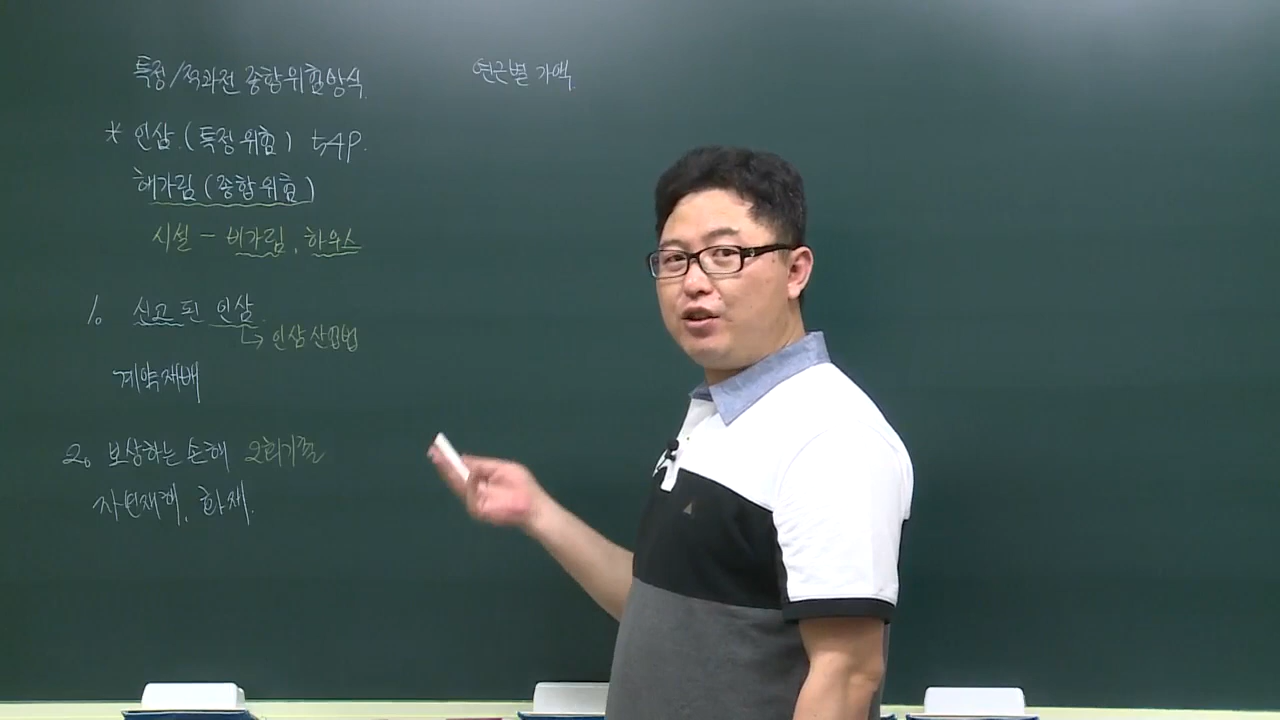 특정/적과전 종합위험방식.
* 인삼.(특정위험) t,4P.
해가림(종합위험)
시설 - 비가림, 하우스
1. 신고 된 인삼.
↳ 인삼산업법
계약재배
2. 보상하는 손해
자연재해, 화재.
연근별 가액.